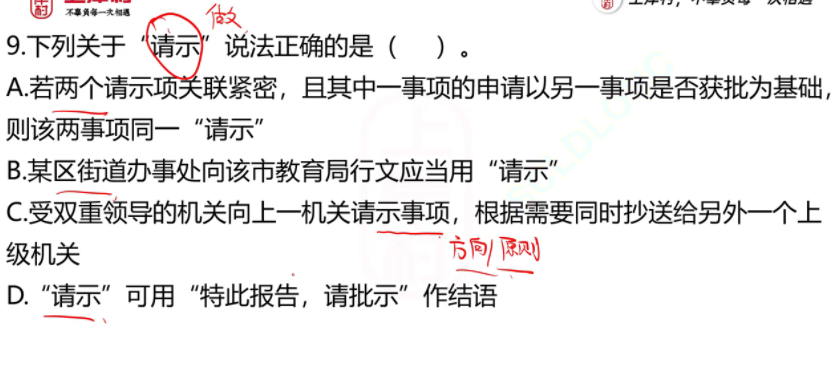 不辜负每一次相遇
做
9.下列关于“请示”说法正确的是（ ）。
A.若两个请示项关联紧密，且其中一事项的申请以另一事项是否获批为基础，
则该两事项同一“请示”
B.某区街道办事处向该市教育局行文应当用“请示”
C.受双重领导的机关向上一机关请示事项，根据需要同时抄送给另外一个上
级机关
方向 原则
D.“请示”可用“特此报告，请批示”作结语